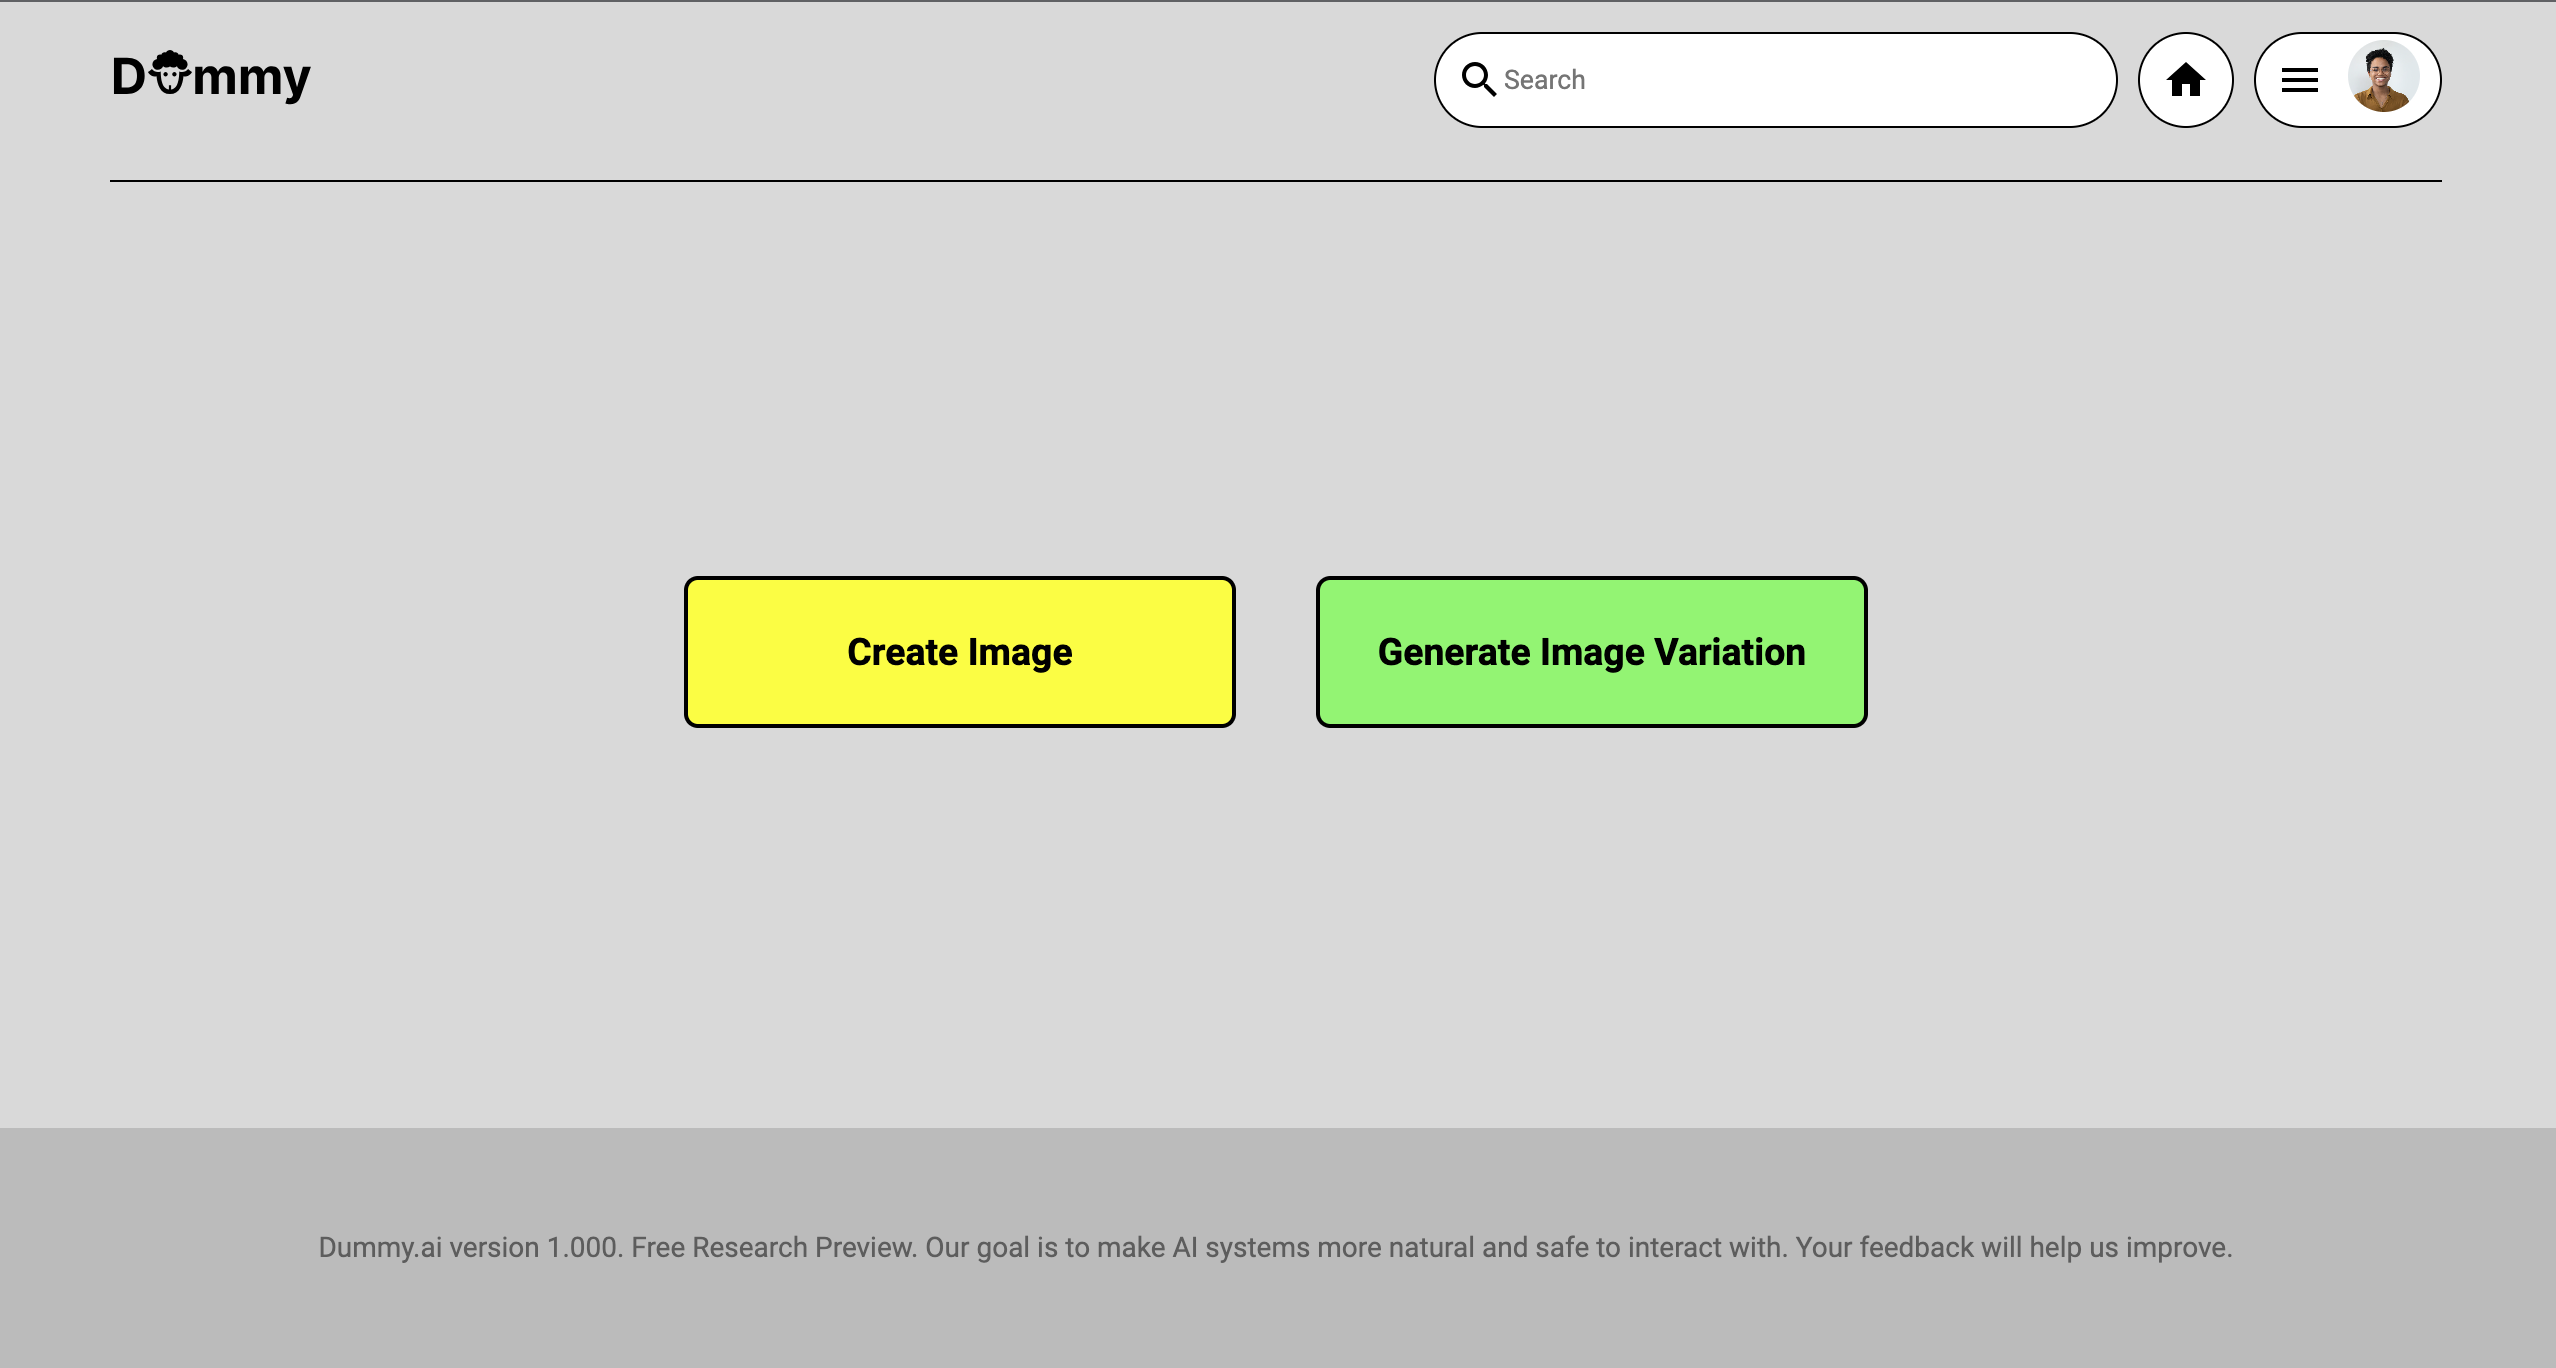 Dummy
Search
Create Image
Generate Image Variation
Dummy.ai version 1.000. Free Research Preview. Our goal is to make AI systems more natural and safe to interact with. Your feedback will help us improve.